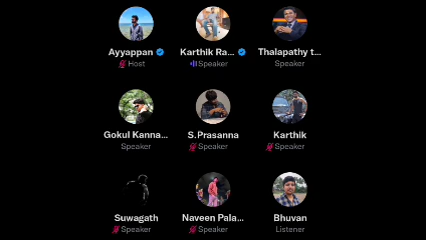 Ayyappan Karthik Ra... Thalapathy t...
Host Speaker Speaker
Gokul Kanna... S.Prasanna Karthik
Speaker Speaker Speaker
Suwagath Naveen Pala... Bhuvan
Speaker Speaker Listener